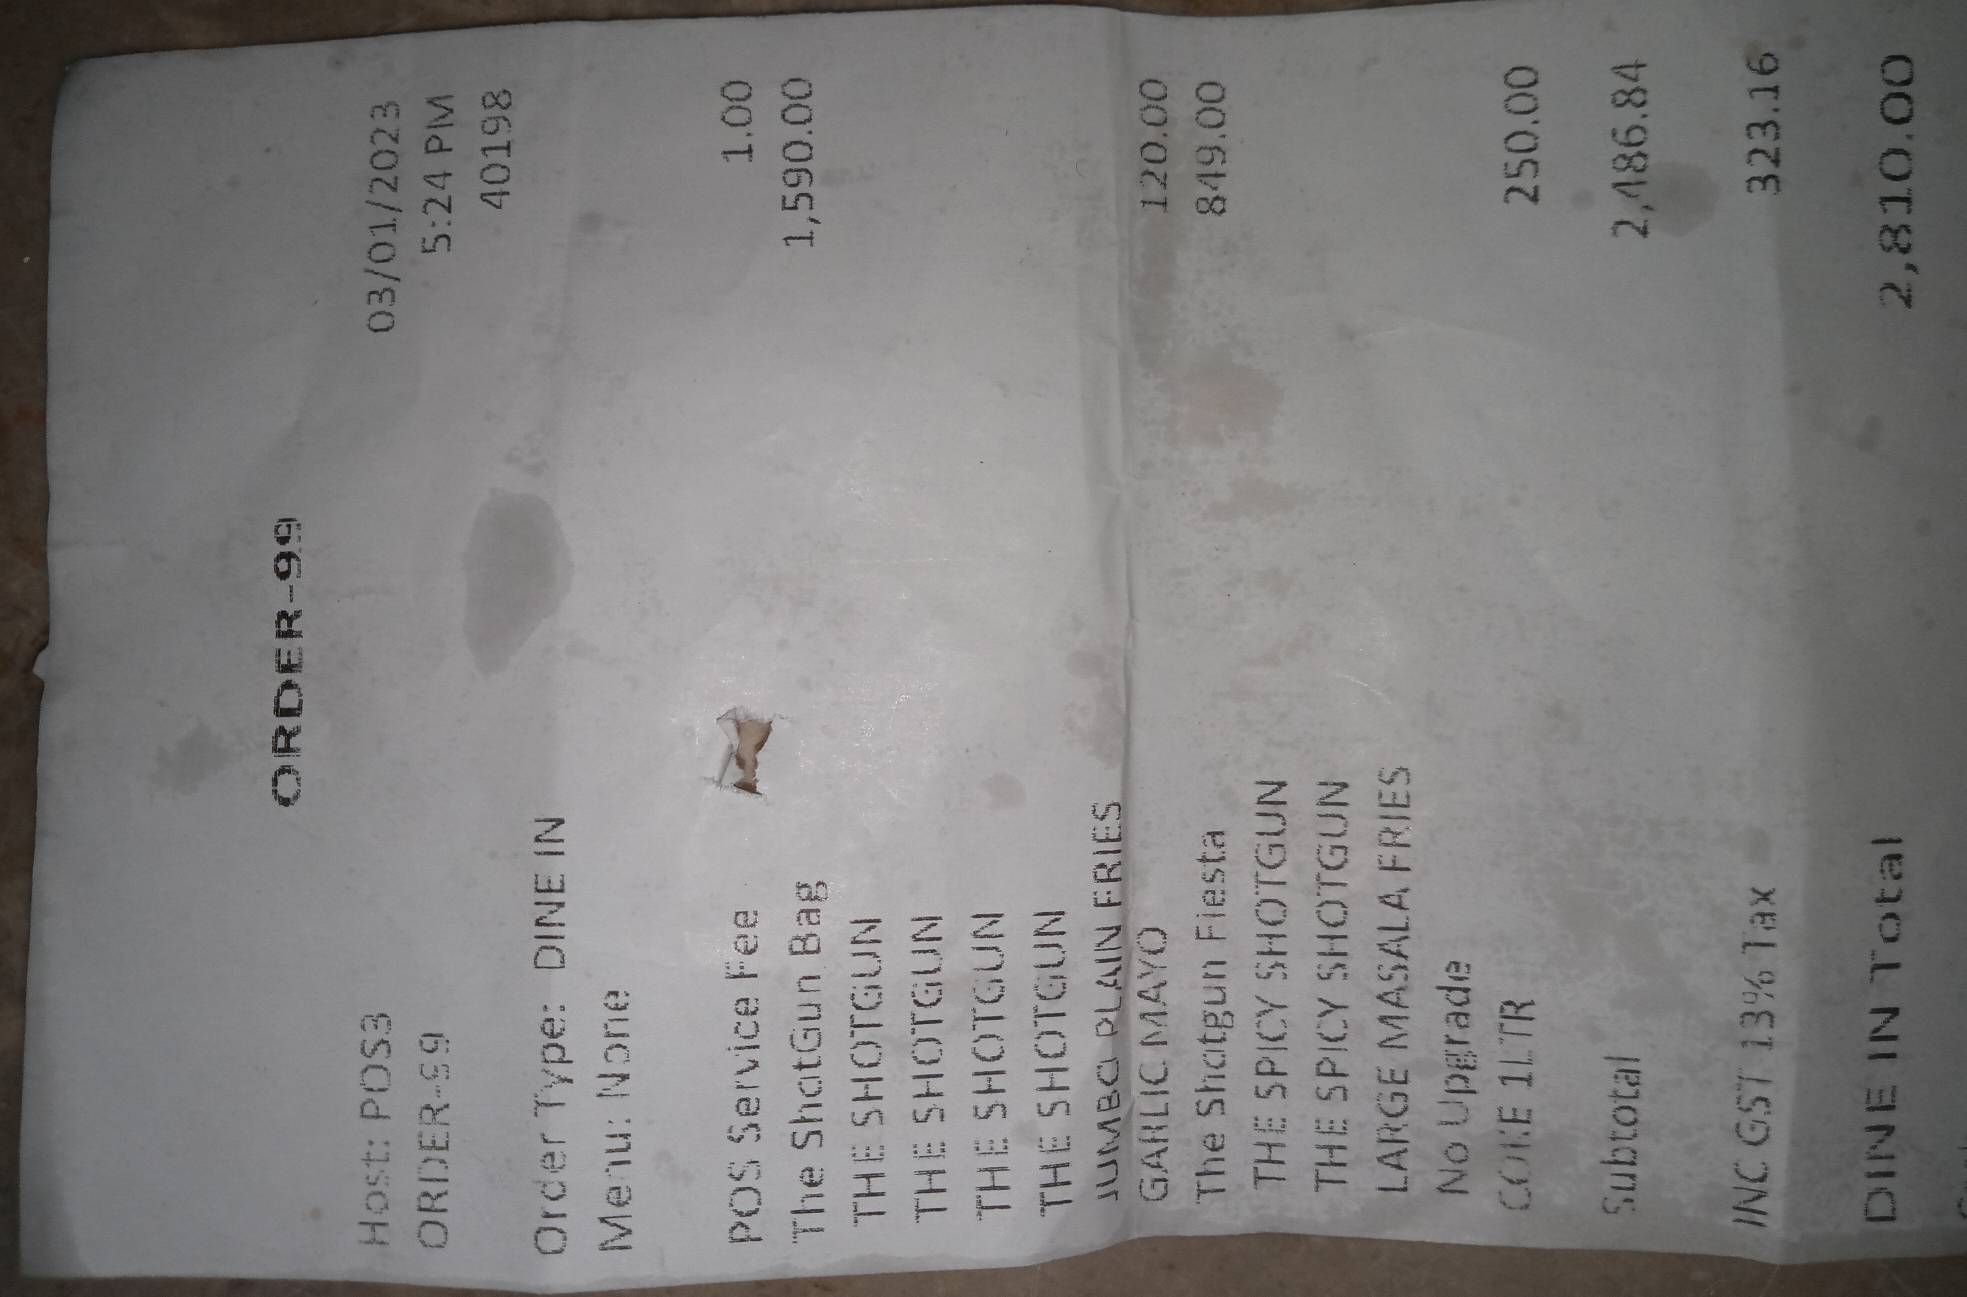 ORDER-99
Host: POS3 03/01/2023
ORDER-99 5:24 PM
40198
Order Type: DINE IN
Menu: None
POS Service Fee 1.00
The ShotGun Bag 1,590.00
THE SHOTGUN
THE SHOTGUN
THE SHOTGUN
THE SHOTGUN
JUMBO PLAIN FRIES
GARLIC MAYO 120.00
The Shotgun Fiesta 849.00
THE SPICY SHOTGUN
THE SPICY SHOTGUN
LARGE MASALA FRIES
No Upgrade
COKE 1LTR 250.00
Subtotal 2,486.84
INC GST 13% Tax 323.16
DINE IN Total 2,810.00